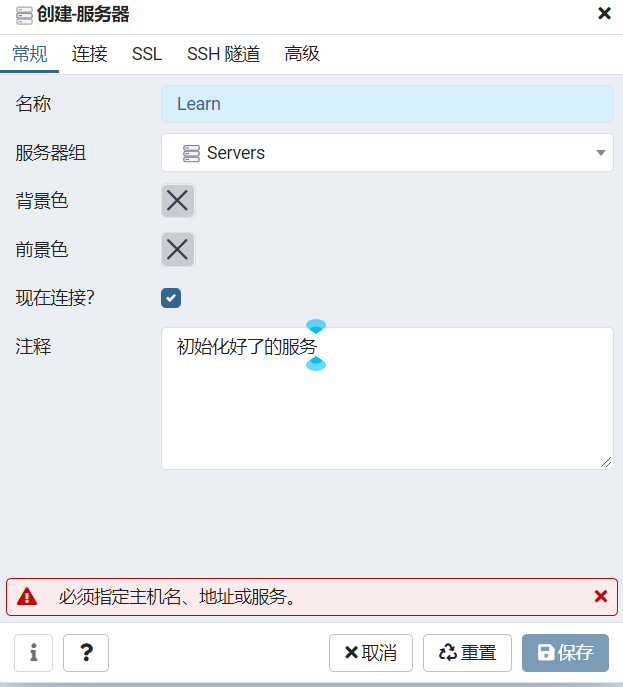 创建-服务器
常规 连接 SSL SSH 隧道 高级
名称 Learn
服务器组 Servers
背景色
前景色
现在连接?
注释 初始化好了的服务
必须指定主机名、地址或服务。
i ? 取消 重置 保存